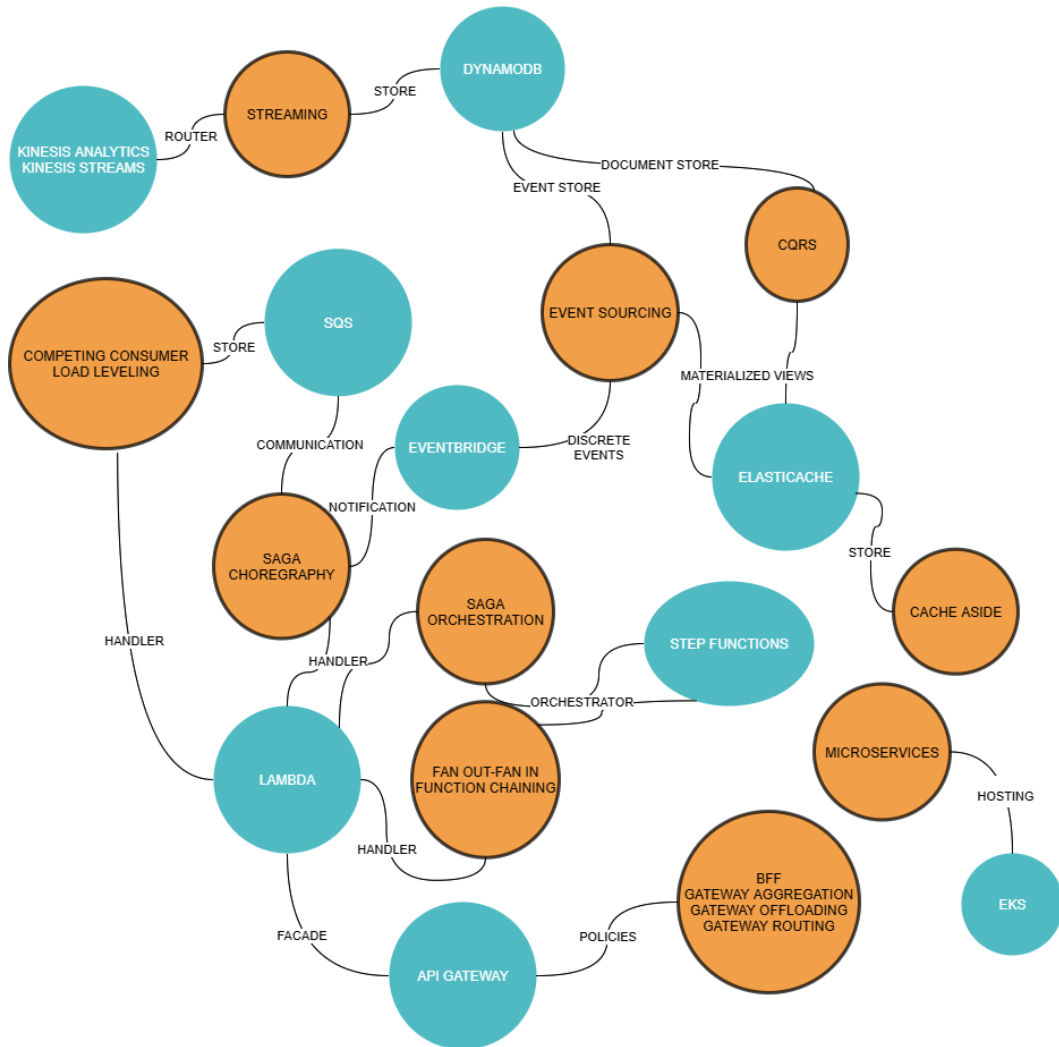 DYNAMODB
STORE
STREAMING
ROUTER
KINESIS ANALYTICS
KINESIS STREAMS
DOCUMENT STORE
EVENT STORE
CQRS
SQS
EVENT SOURCING
STORE
COMPETING CONSUMER
LOAD LEVELING
MATERIALIZED VIEWS
COMMUNICATION
EVENTBRIDGE
DISCRETE
EVENTS
ELASTICACHE
NOTIFICATION
STORE
SAGA
CHOREGRAPHY
SAGA
ORCHESTRATION
CACHE ASIDE
HANDLER
HANDLER
STEP FUNCTIONS
ORCHESTRATOR
MICROSERVICES
LAMBDA
FAN OUT-FAN IN
FUNCTION CHAINING
HOSTING
HANDLER
BFF
GATEWAY AGGREGATION
GATEWAY OFFLOADING
GATEWAY ROUTING
EKS
FACADE
POLICIES
API GATEWAY